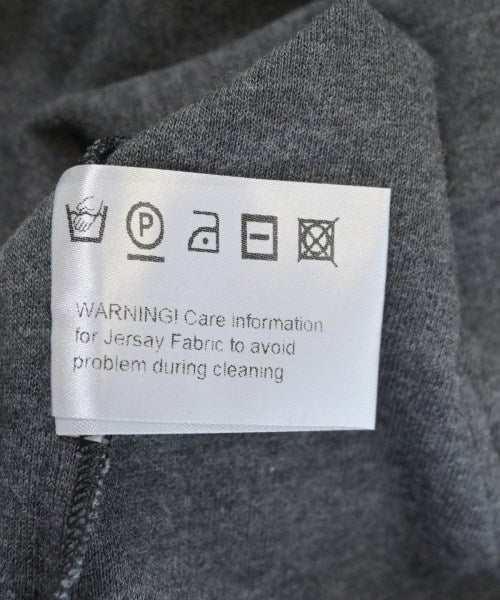 P
WARNING! Care information
for Jersay Fabric to avoid
problem during cleaning